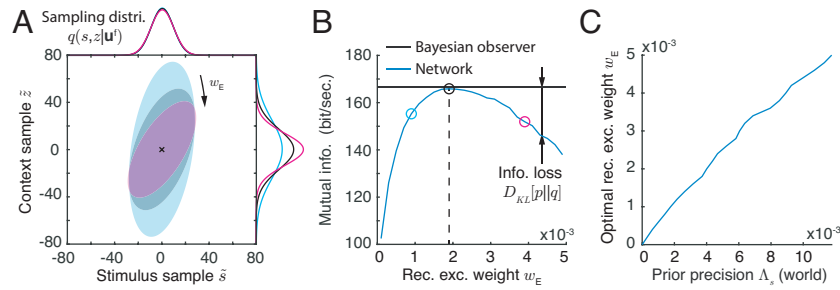 A
Sampling distri.
q(s,z|uᶠ)
80
40
0
-40
-80
-80 -40 0 40 80
Context sample z̃
Stimulus sample s̃
w_E
B
Bayesian observer
Network
180
160
140
120
100
0 1 2 3 4 5
x10⁻³
Mutual info. (bit/sec.)
Rec. exc. weight w_E
Info. loss
D_KL[p||q]
C
x10⁻³
5
4
3
2
1
0
0 2 4 6 8 10
x10⁻³
Optimal rec. exc. weight w_E
Prior precision Λ_s (world)